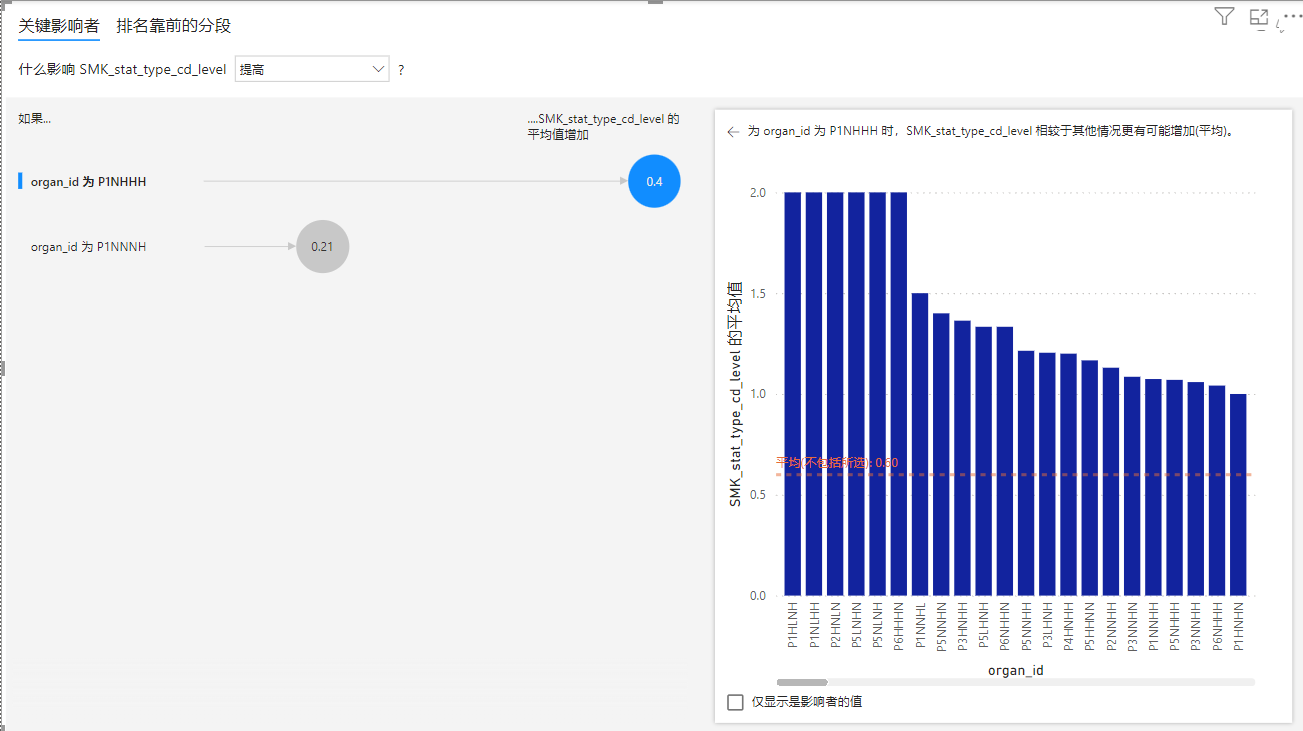 关键影响者 排名靠前的分段
什么影响 SMK_stat_type_cd_level 提高 ?
如果...
....SMK_stat_type_cd_level 的
平均值增加
organ_id 为 P1NHHH
0.4
organ_id 为 P1NNNH
0.21
← 为 organ_id 为 P1NHHH 时，SMK_stat_type_cd_level 相较于其他情况更有可能增加(平均)。
SMK_stat_type_cd_level 的平均值
2.0
1.5
1.0
平均(不包括所选): 0.60
0.5
0.0
P1HLNH
P1NLHH
P2HNLN
P5LNHN
P5NLNH
P6HHHN
P1NNHL
P5NNHN
P3HNHH
P5LHNH
P6NHHN
P5NNHH
P3LHNH
P4HNHH
P5HHNN
P2NNHH
P3NNHN
P1NNHH
P5NHHH
P3NNHH
P6NHHH
P1HNHN
organ_id
仅显示是影响者的值